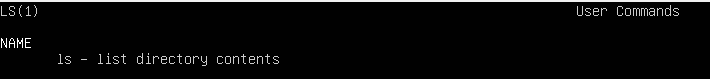 LS(1) User Commands
NAME
ls - list directory contents